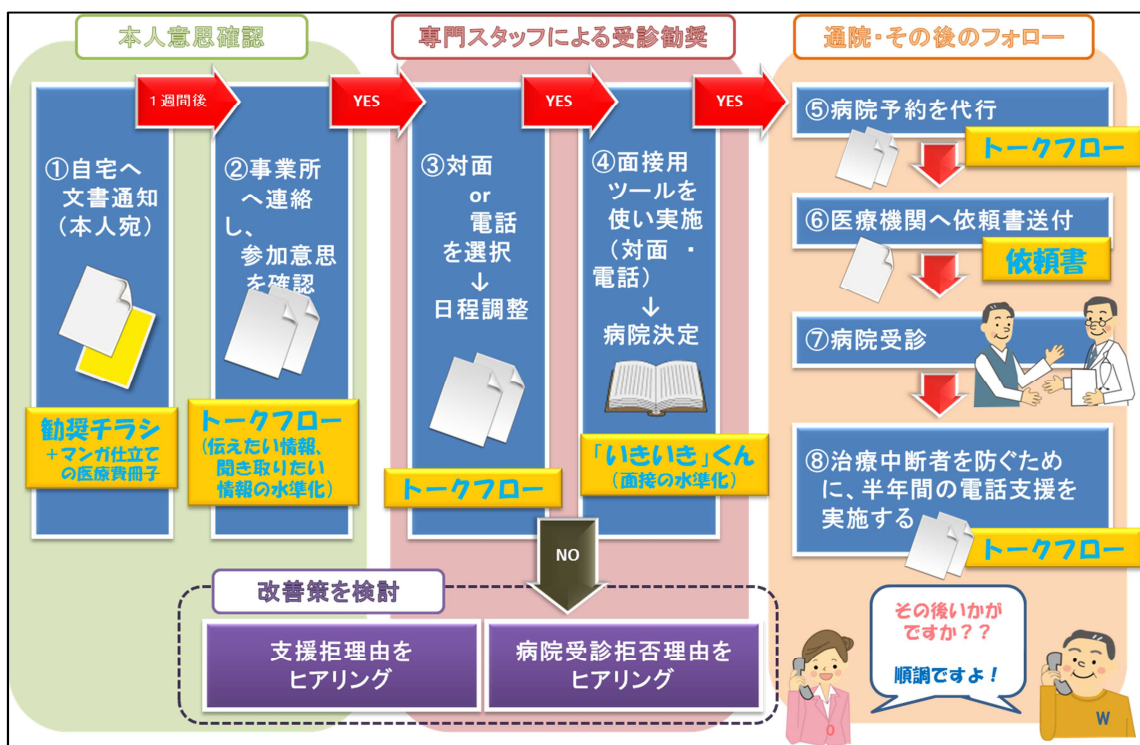 本人意思確認
専門スタッフによる受診勧奨
通院・その後のフォロー
1週間後
YES
YES
YES
①自宅へ
文書通知
(本人宛)
勧奨チラシ
+マンガ仕立て
の医療費冊子
②事業所
へ連絡
し、
参加意思
を確認
トークフロー
(伝えたい情報、
聞き取りたい
情報の水準化)
③対面
or
電話
を選択
↓
日程調整
トークフロー
④面接用
ツールを
使い実施
(対面・
電話)
↓
病院決定
「いきいき」くん
(面接の水準化)
NO
改善策を検討
支援拒理由を
ヒアリング
病院受診拒否理由を
ヒアリング
⑤病院予約を代行
トークフロー
⑥医療機関へ依頼書送付
依頼書
⑦病院受診
⑧治療中断者を防ぐため
に、半年間の電話支援を
実施する
トークフロー
その後いかが
ですか??
順調ですよ!
O
W